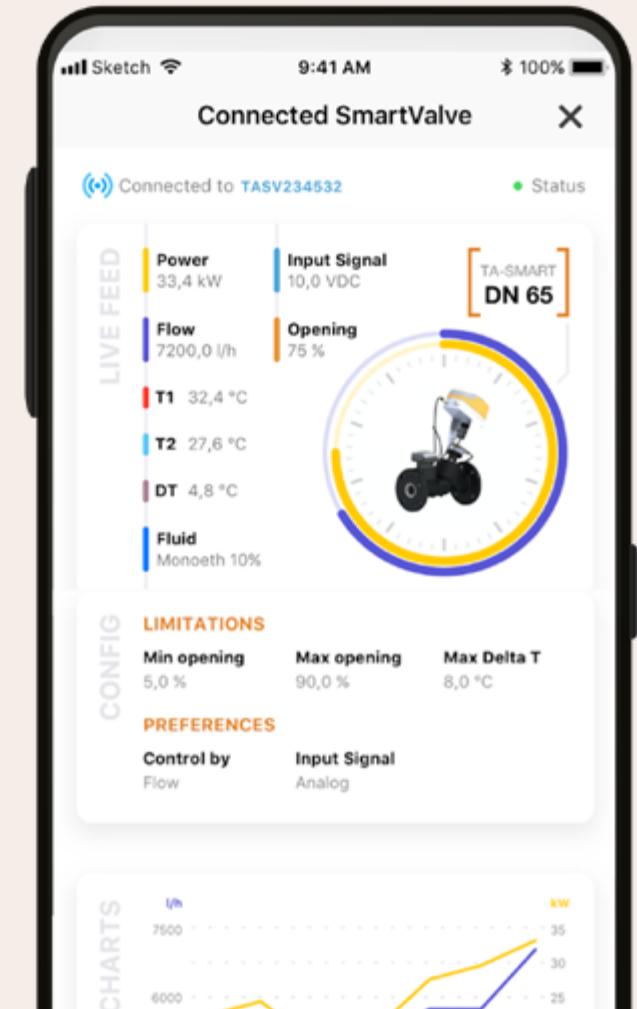 Sketch 9:41 AM 100%
Connected SmartValve
Connected to TASV234532 Status
LIVE FEED
Power
33,4 kW
Input Signal
10,0 VDC
TA-SMART
DN 65
Flow
7200,0 l/h
Opening
75 %
T1 32,4 °C
T2 27,6 °C
DT 4,8 °C
Fluid
Monoeth 10%
CONFIG
LIMITATIONS
Min opening
5,0 %
Max opening
90,0 %
Max Delta T
8,0 °C
PREFERENCES
Control by
Flow
Input Signal
Analog
CHARTS
l/h kW
7500 35
30
6000 25